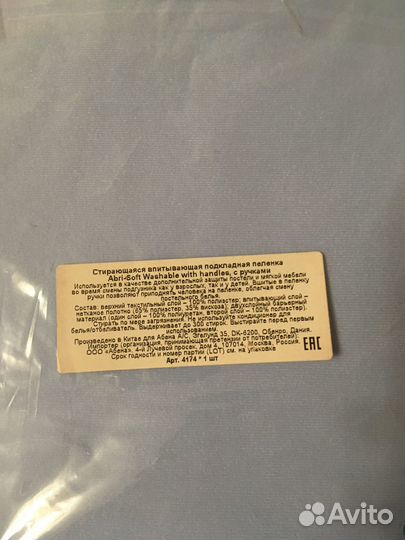 Стирающаяся впитывающая подкладная пеленка
Abri-Soft Washable with handles, с ручками
Используется в качестве дополнительной защиты постели и мягкой мебели
во время смены подгузника как у взрослых, так и у детей. Вшитые в пеленку
ручки позволяют приподнять человека на пеленке, облегчая смену
постельного белья.
Состав: верхний текстильный слой – 100% полиэстер; впитывающий слой –
нетканое полотно (65% полиэстер, 35% вискоза); двухслойный барьерный
материал (один слой – 100% полиуретан, второй слой – 100% полиэстер).
Стирать по мере загрязнения. Не используйте кондиционер для
белья/отбеливатель. Выдерживает до 300 стирок. Выстирайте перед первым
использованием.
Произведено в Китае для Абена А/С, Эгелунд 35, DK-6200, Обенро, Дания.
Импортер (организация, принимающая претензии от потребителей):
ООО «Абена», 4-й Лучевой просек, дом 4, 107014, Москва, Россия.
Срок годности и номер партии (LOT) см. на упаковке
Арт. 4174 * 1 шт
EAC
Avito